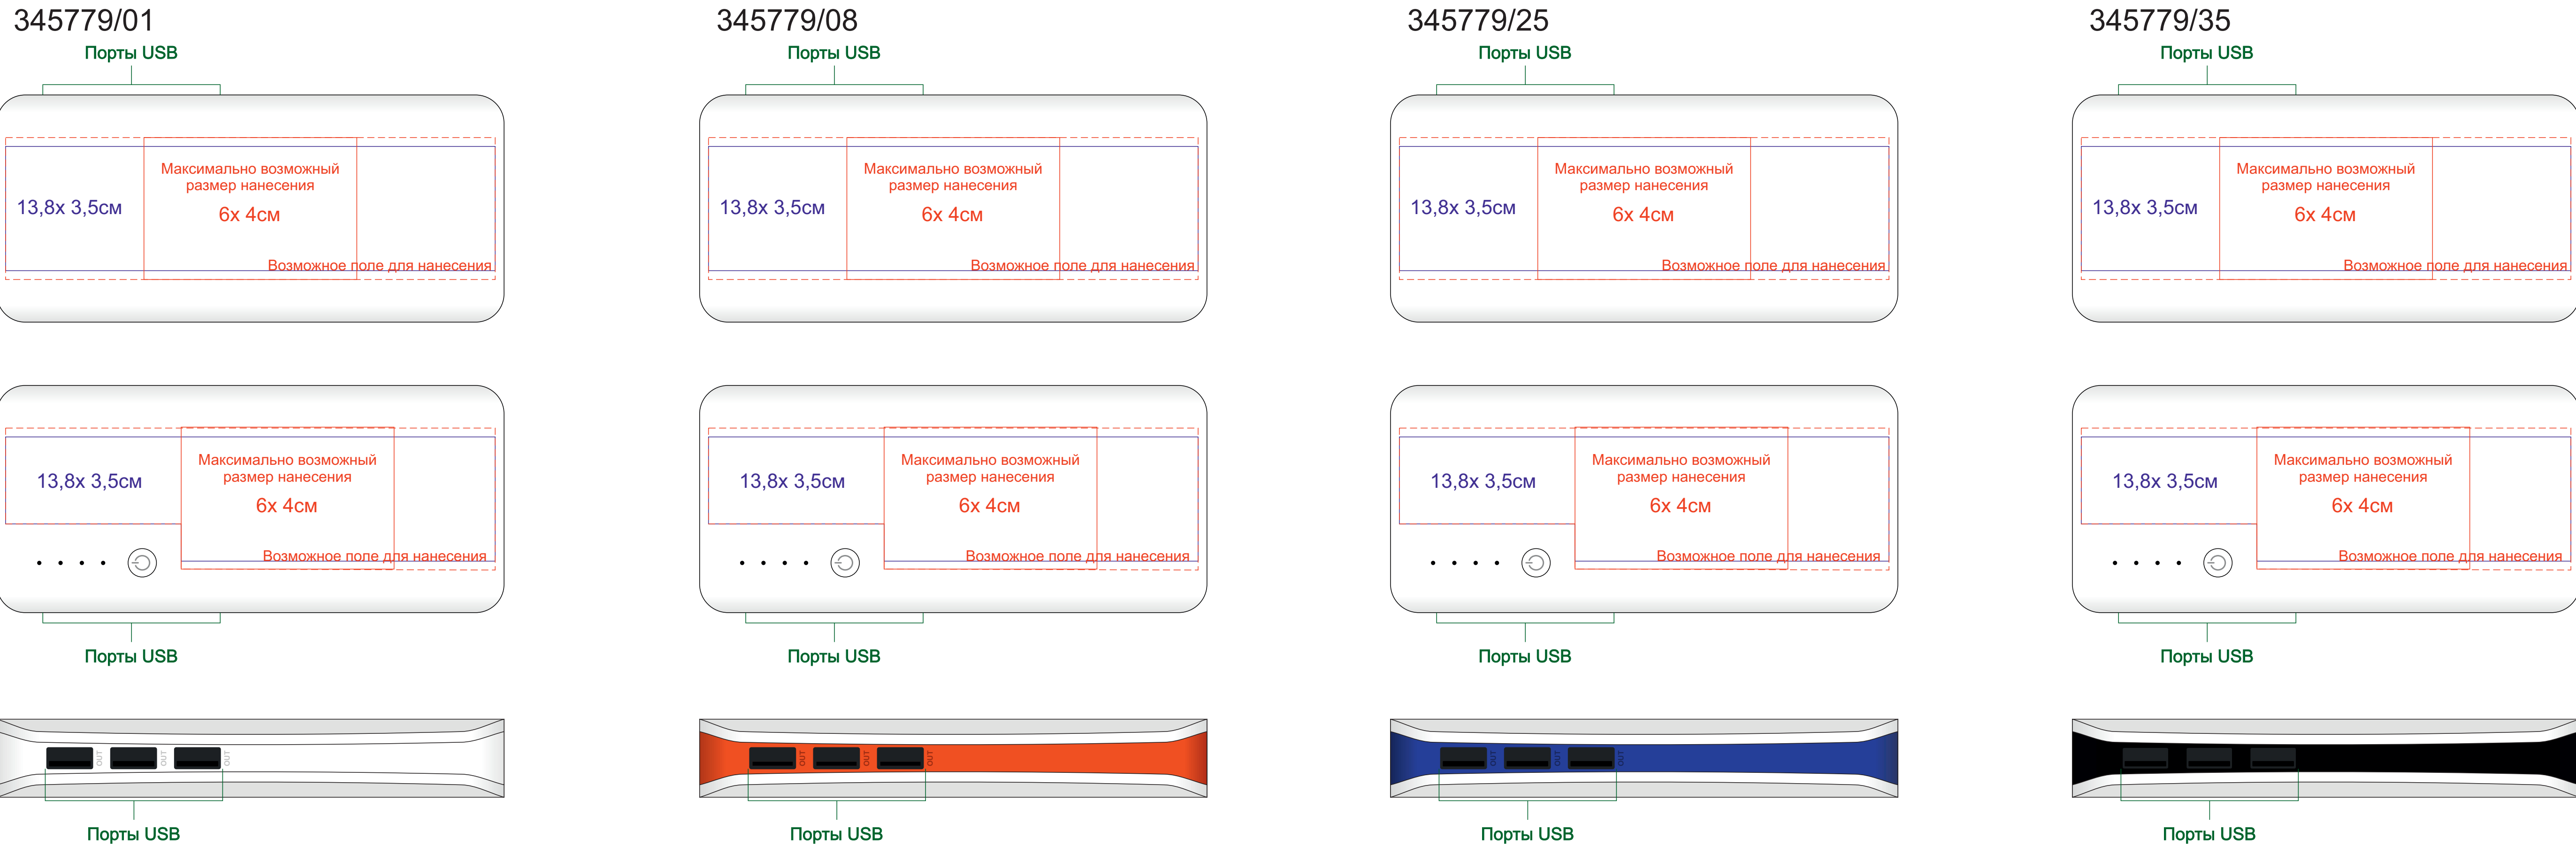 345779/01
Порты USB
Максимально возможный
размер нанесения
13,8х 3,5см
6х 4см
Возможное поле для нанесения
Максимально возможный
размер нанесения
13,8х 3,5см
6х 4см
Возможное поле для нанесения
Порты USB
OUT
OUT
OUT
Порты USB
345779/08
Порты USB
Максимально возможный
размер нанесения
13,8х 3,5см
6х 4см
Возможное поле для нанесения
Максимально возможный
размер нанесения
13,8х 3,5см
6х 4см
Возможное поле для нанесения
Порты USB
OUT
OUT
OUT
Порты USB
345779/25
Порты USB
Максимально возможный
размер нанесения
13,8х 3,5см
6х 4см
Возможное поле для нанесения
Максимально возможный
размер нанесения
13,8х 3,5см
6х 4см
Возможное поле для нанесения
Порты USB
OUT
OUT
OUT
Порты USB
345779/35
Порты USB
Максимально возможный
размер нанесения
13,8х 3,5см
6х 4см
Возможное поле для нанесения
Максимально возможный
размер нанесения
13,8х 3,5см
6х 4см
Возможное поле для нанесения
Порты USB
Порты USB